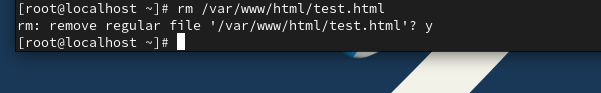 [root@localhost ~]# rm /var/www/html/test.html
rm: remove regular file '/var/www/html/test.html'? y
[root@localhost ~]#